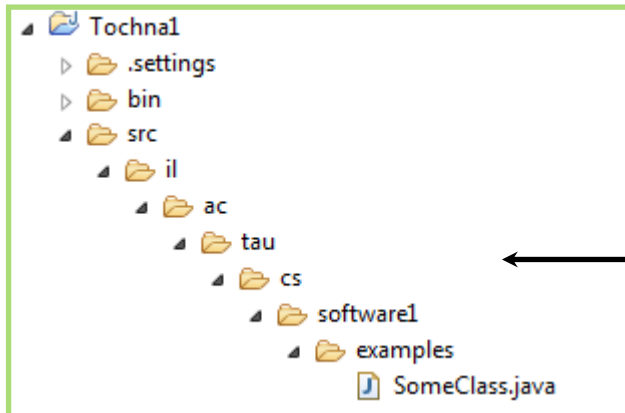 Tochna1
.settings
bin
src
il
ac
tau
cs
software1
examples
SomeClass.java